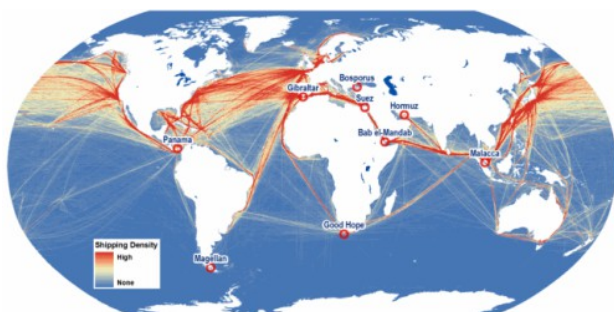 Bosporus
Gibraltar
Suez
Hormuz
Bab el-Mandab
Panama
Malacca
Good Hope
Magellan
Shipping Density
High
None